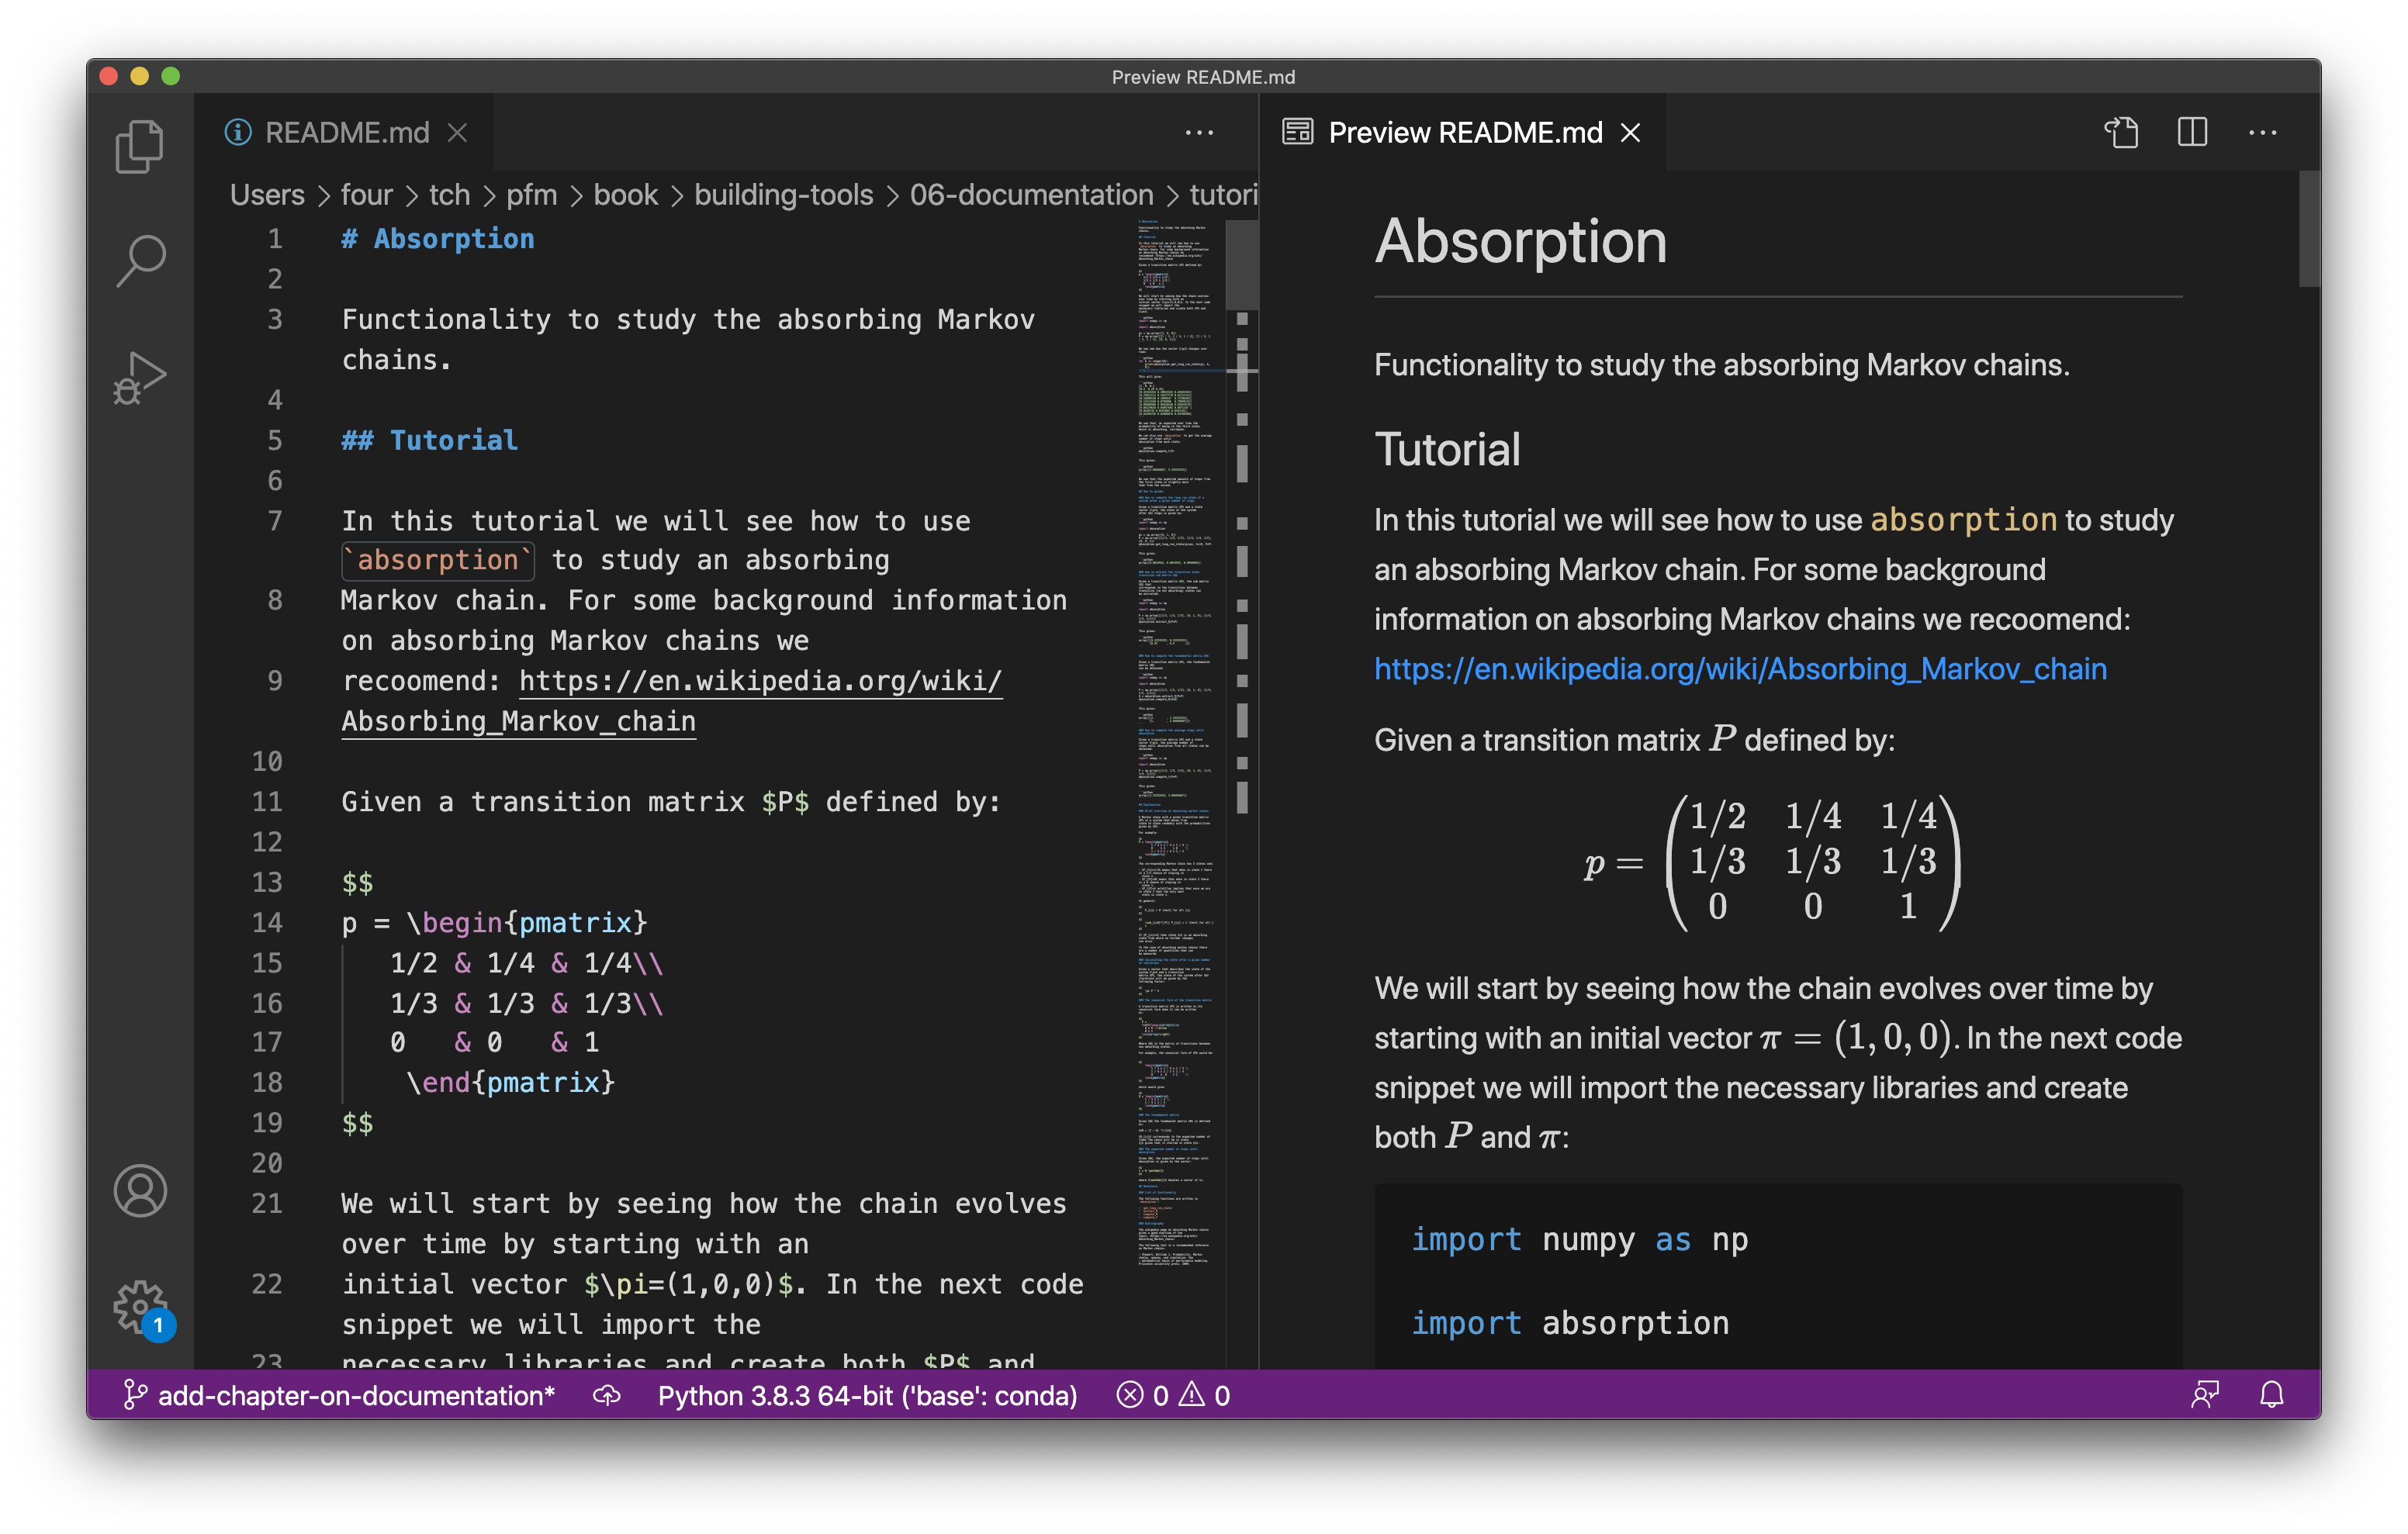 Preview README.md
README.md
Users > four > tch > pfm > book > building-tools > 06-documentation > tutori
1 # Absorption
2
3 Functionality to study the absorbing Markov
chains.
4
5 ## Tutorial
6
7 In this tutorial we will see how to use
`absorption` to study an absorbing
8 Markov chain. For some background information
on absorbing Markov chains we
9 recoomend: https://en.wikipedia.org/wiki/
Absorbing_Markov_chain
10
11 Given a transition matrix $P$ defined by:
12
13 $$
14 p = \begin{pmatrix}
15 1/2 & 1/4 & 1/4\\
16 1/3 & 1/3 & 1/3\\
17 0 & 0 & 1
18 \end{pmatrix}
19 $$
20
21 We will start by seeing how the chain evolves
over time by starting with an
22 initial vector $\pi=(1,0,0)$. In the next code
snippet we will import the
23 necessary libraries and create both $P$ and
Preview README.md
Absorption
Functionality to study the absorbing Markov chains.
Tutorial
In this tutorial we will see how to use absorption to study
an absorbing Markov chain. For some background
information on absorbing Markov chains we recoomend:
https://en.wikipedia.org/wiki/Absorbing_Markov_chain
Given a transition matrix P defined by:
p = (1/2 1/4 1/4
1/3 1/3 1/3
0 0 1)
We will start by seeing how the chain evolves over time by
starting with an initial vector π = (1, 0, 0). In the next code
snippet we will import the necessary libraries and create
both P and π:
import numpy as np
import absorption
1
add-chapter-on-documentation*
Python 3.8.3 64-bit ('base': conda)
0 0